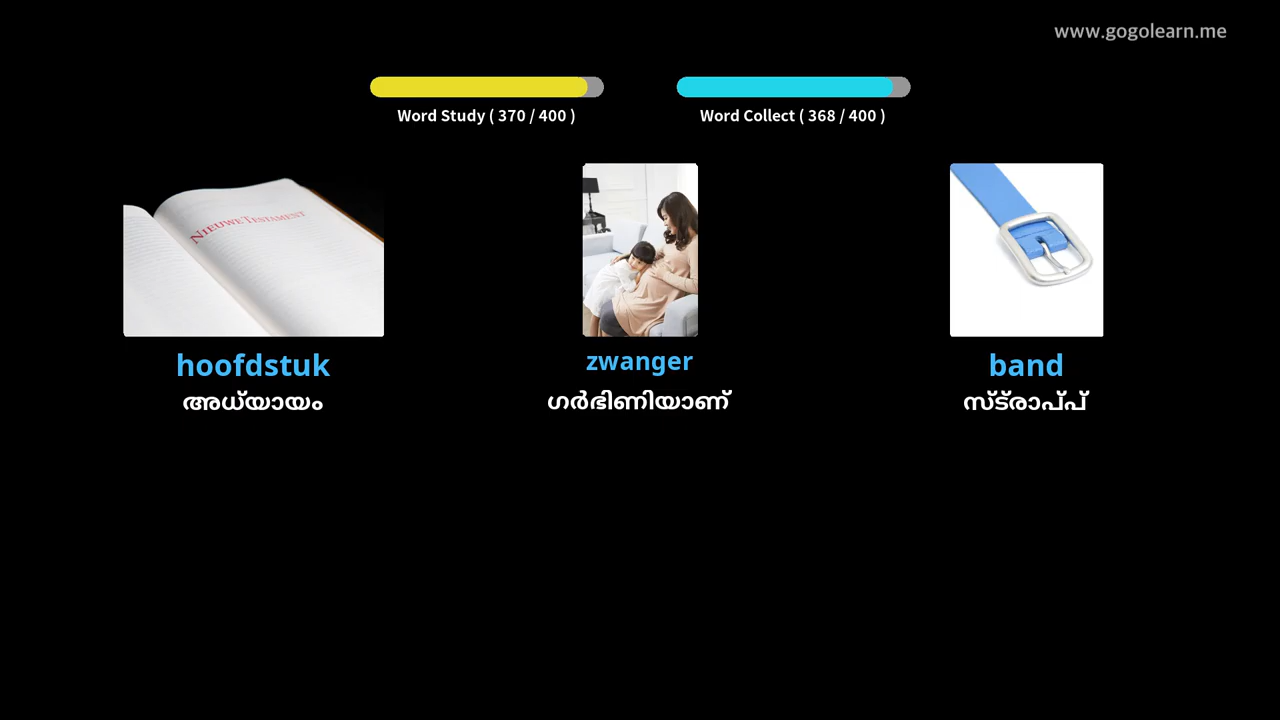 www.gogolearn.me
Word Study ( 370 / 400 )
Word Collect ( 368 / 400 )
NIEUWE TESTAMENT
hoofdstuk
zwanger
band
അധ്യായം
ഗർഭിണിയാണ്
സ്ട്രാപ്പ്